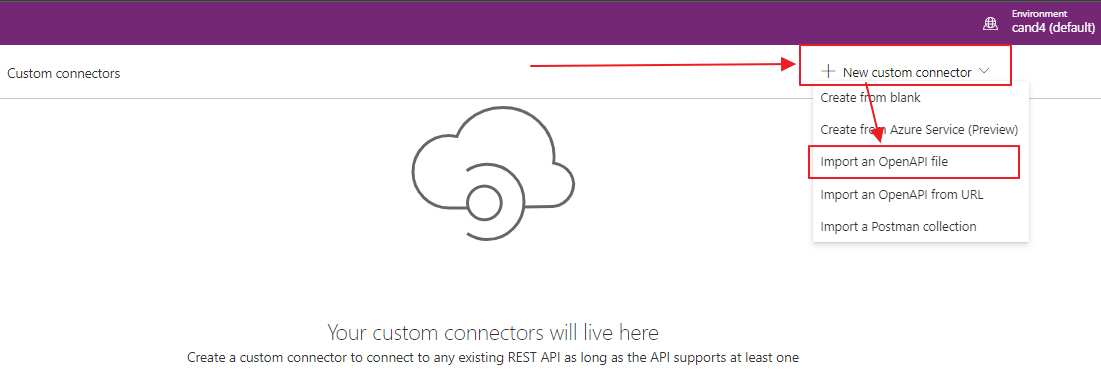 Environment
cand4 (default)
Custom connectors
New custom connector
Create from blank
Create from Azure Service (Preview)
Import an OpenAPI file
Import an OpenAPI from URL
Import a Postman collection
Your custom connectors will live here
Create a custom connector to connect to any existing REST API as long as the API supports at least one